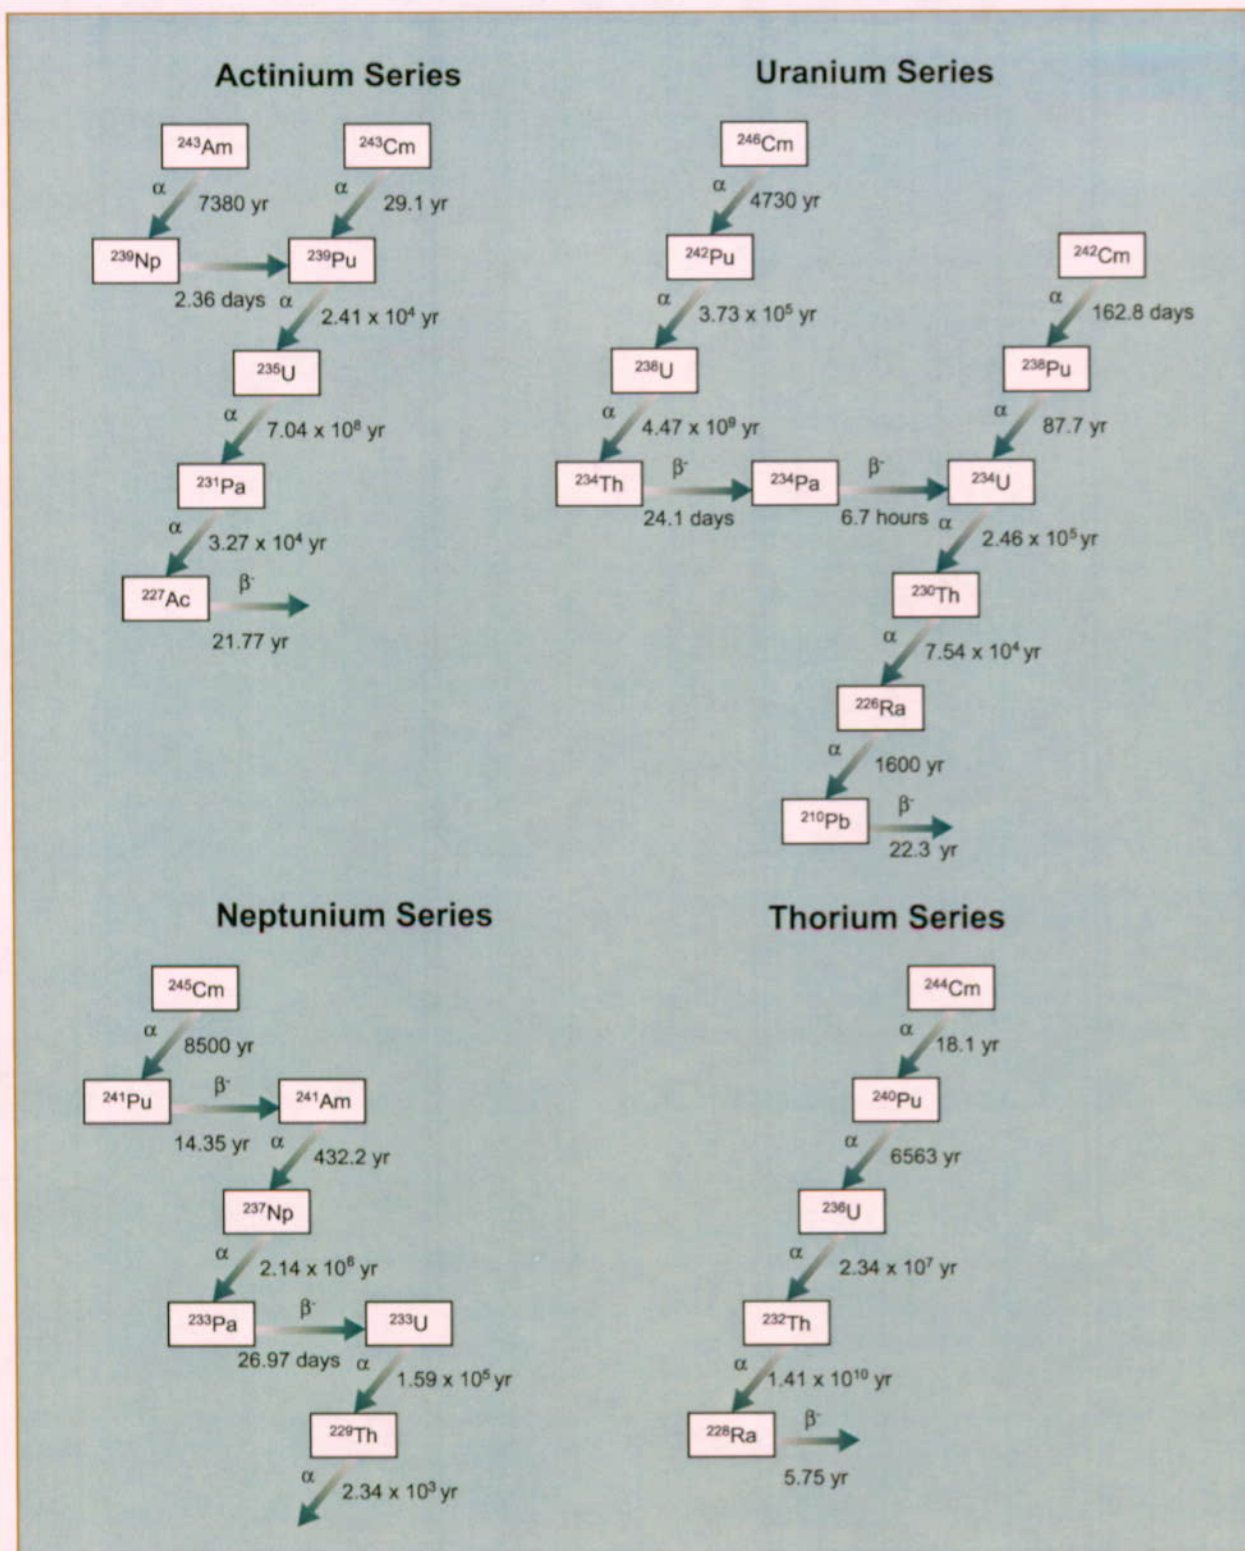 Actinium Series
²⁴³Am
²⁴³Cm
α
7380 yr
α
29.1 yr
²³⁹Np
²³⁹Pu
2.36 days
α
2.41 x 10⁴ yr
²³⁵U
α
7.04 x 10⁸ yr
²³¹Pa
α
3.27 x 10⁴ yr
²²⁷Ac
β⁻
21.77 yr
Uranium Series
²⁴⁶Cm
α
4730 yr
²⁴²Pu
²⁴²Cm
α
3.73 x 10⁵ yr
α
162.8 days
²³⁸U
²³⁸Pu
α
4.47 x 10⁹ yr
α
87.7 yr
²³⁴Th
β⁻
²³⁴Pa
β⁻
²³⁴U
24.1 days
6.7 hours
α
2.46 x 10⁵ yr
²³⁰Th
α
7.54 x 10⁴ yr
²²⁶Ra
α
1600 yr
²¹⁰Pb
β⁻
22.3 yr
Neptunium Series
²⁴⁵Cm
α
8500 yr
²⁴¹Pu
β⁻
²⁴¹Am
14.35 yr
α
432.2 yr
²³⁷Np
α
2.14 x 10⁶ yr
²³³Pa
β⁻
²³³U
26.97 days
α
1.59 x 10⁵ yr
²²⁹Th
α
2.34 x 10³ yr
Thorium Series
²⁴⁴Cm
α
18.1 yr
²⁴⁰Pu
α
6563 yr
²³⁶U
α
2.34 x 10⁷ yr
²³²Th
α
1.41 x 10¹⁰ yr
²²⁸Ra
β⁻
5.75 yr